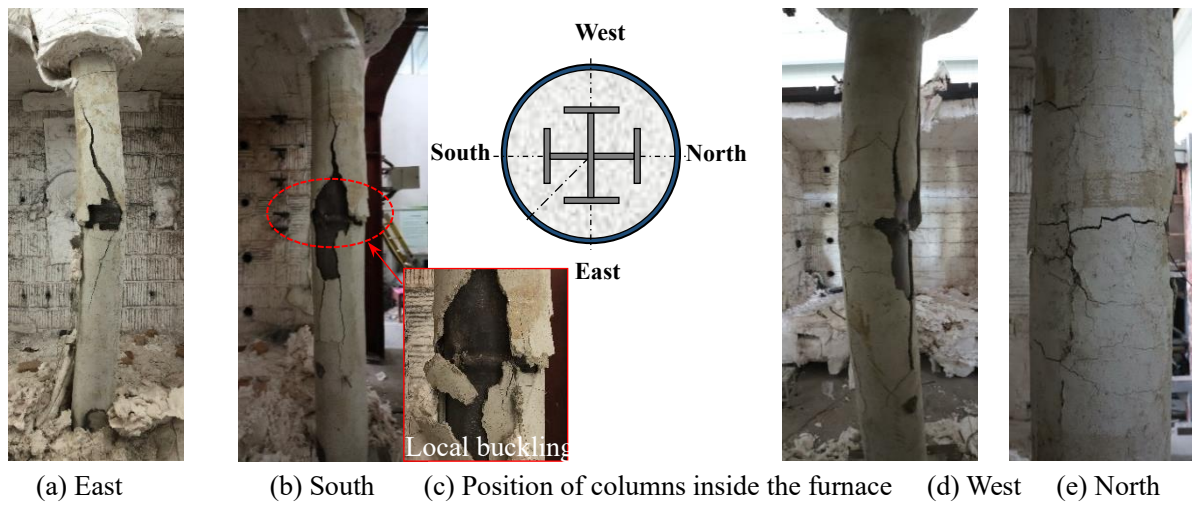 West
South
North
East
Local buckling
(a) East
(b) South
(c) Position of columns inside the furnace
(d) West
(e) North